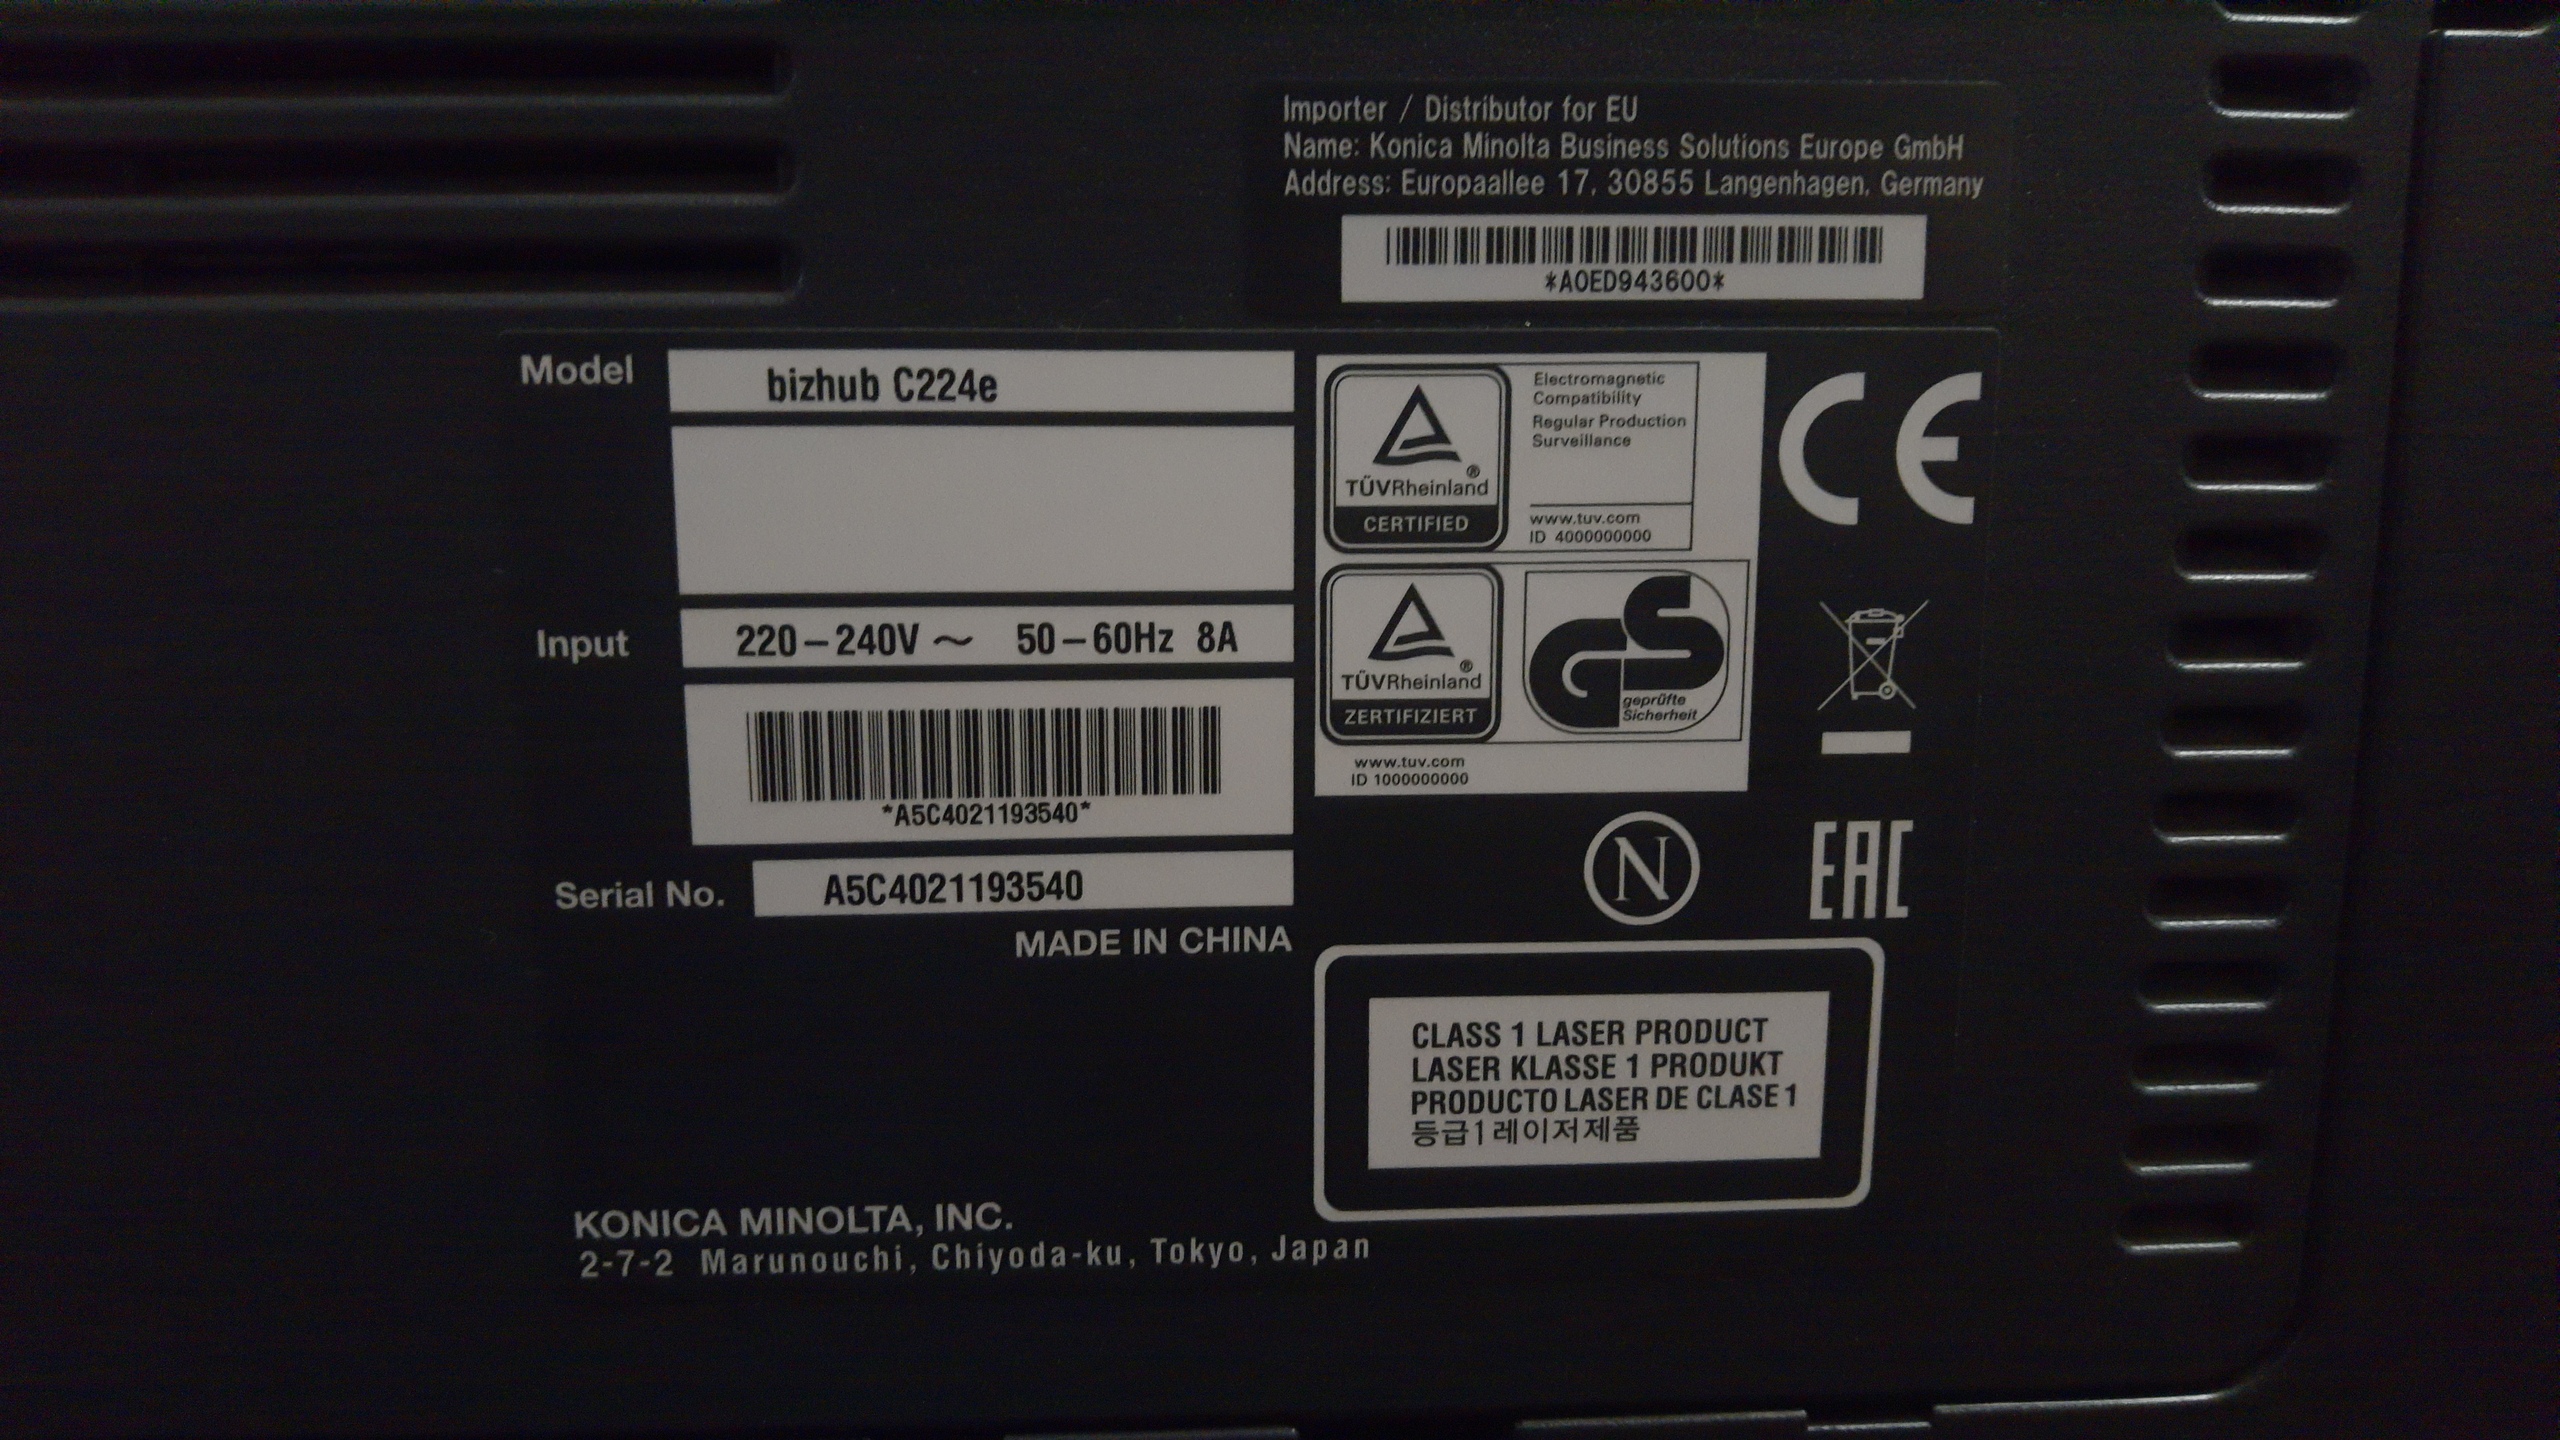 Importer / Distributor for EU
Name: Konica Minolta Business Solutions Europe GmbH
Address: Europaallee 17, 30855 Langenhagen, Germany
*A0ED943600*
Model bizhub C224e
Input 220–240V ~ 50–60Hz 8A
*A5C4021193540*
Serial No. A5C4021193540
MADE IN CHINA
KONICA MINOLTA, INC.
2-7-2 Marunouchi, Chiyoda-ku, Tokyo, Japan
Electromagnetic
Compatibility
Regular Production
Surveillance
TÜVRheinland®
CERTIFIED
www.tuv.com
ID 4000000000
CE
TÜVRheinland®
ZERTIFIZIERT
GS
geprüfte
Sicherheit
www.tuv.com
ID 1000000000
N
EAC
CLASS 1 LASER PRODUCT
LASER KLASSE 1 PRODUKT
PRODUCTO LASER DE CLASE 1
등급1레이저제품